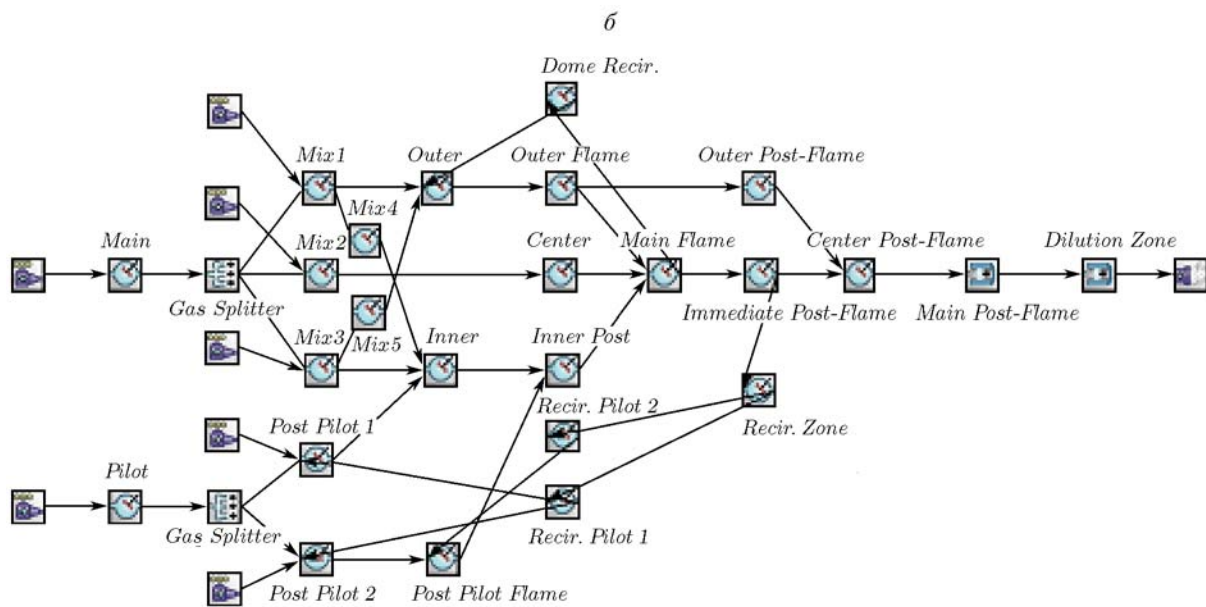 б
Dome Recir.
Mix1
Outer
Outer Flame
Outer Post-Flame
Mix4
Main
Mix2
Center
Main Flame
Center Post-Flame
Dilution Zone
Gas Splitter
Immediate Post-Flame
Main Post-Flame
Mix3
Mix5
Inner
Inner Post
Recir. Pilot 2
Recir. Zone
Post Pilot 1
Pilot
Gas Splitter
Recir. Pilot 1
Post Pilot 2
Post Pilot Flame